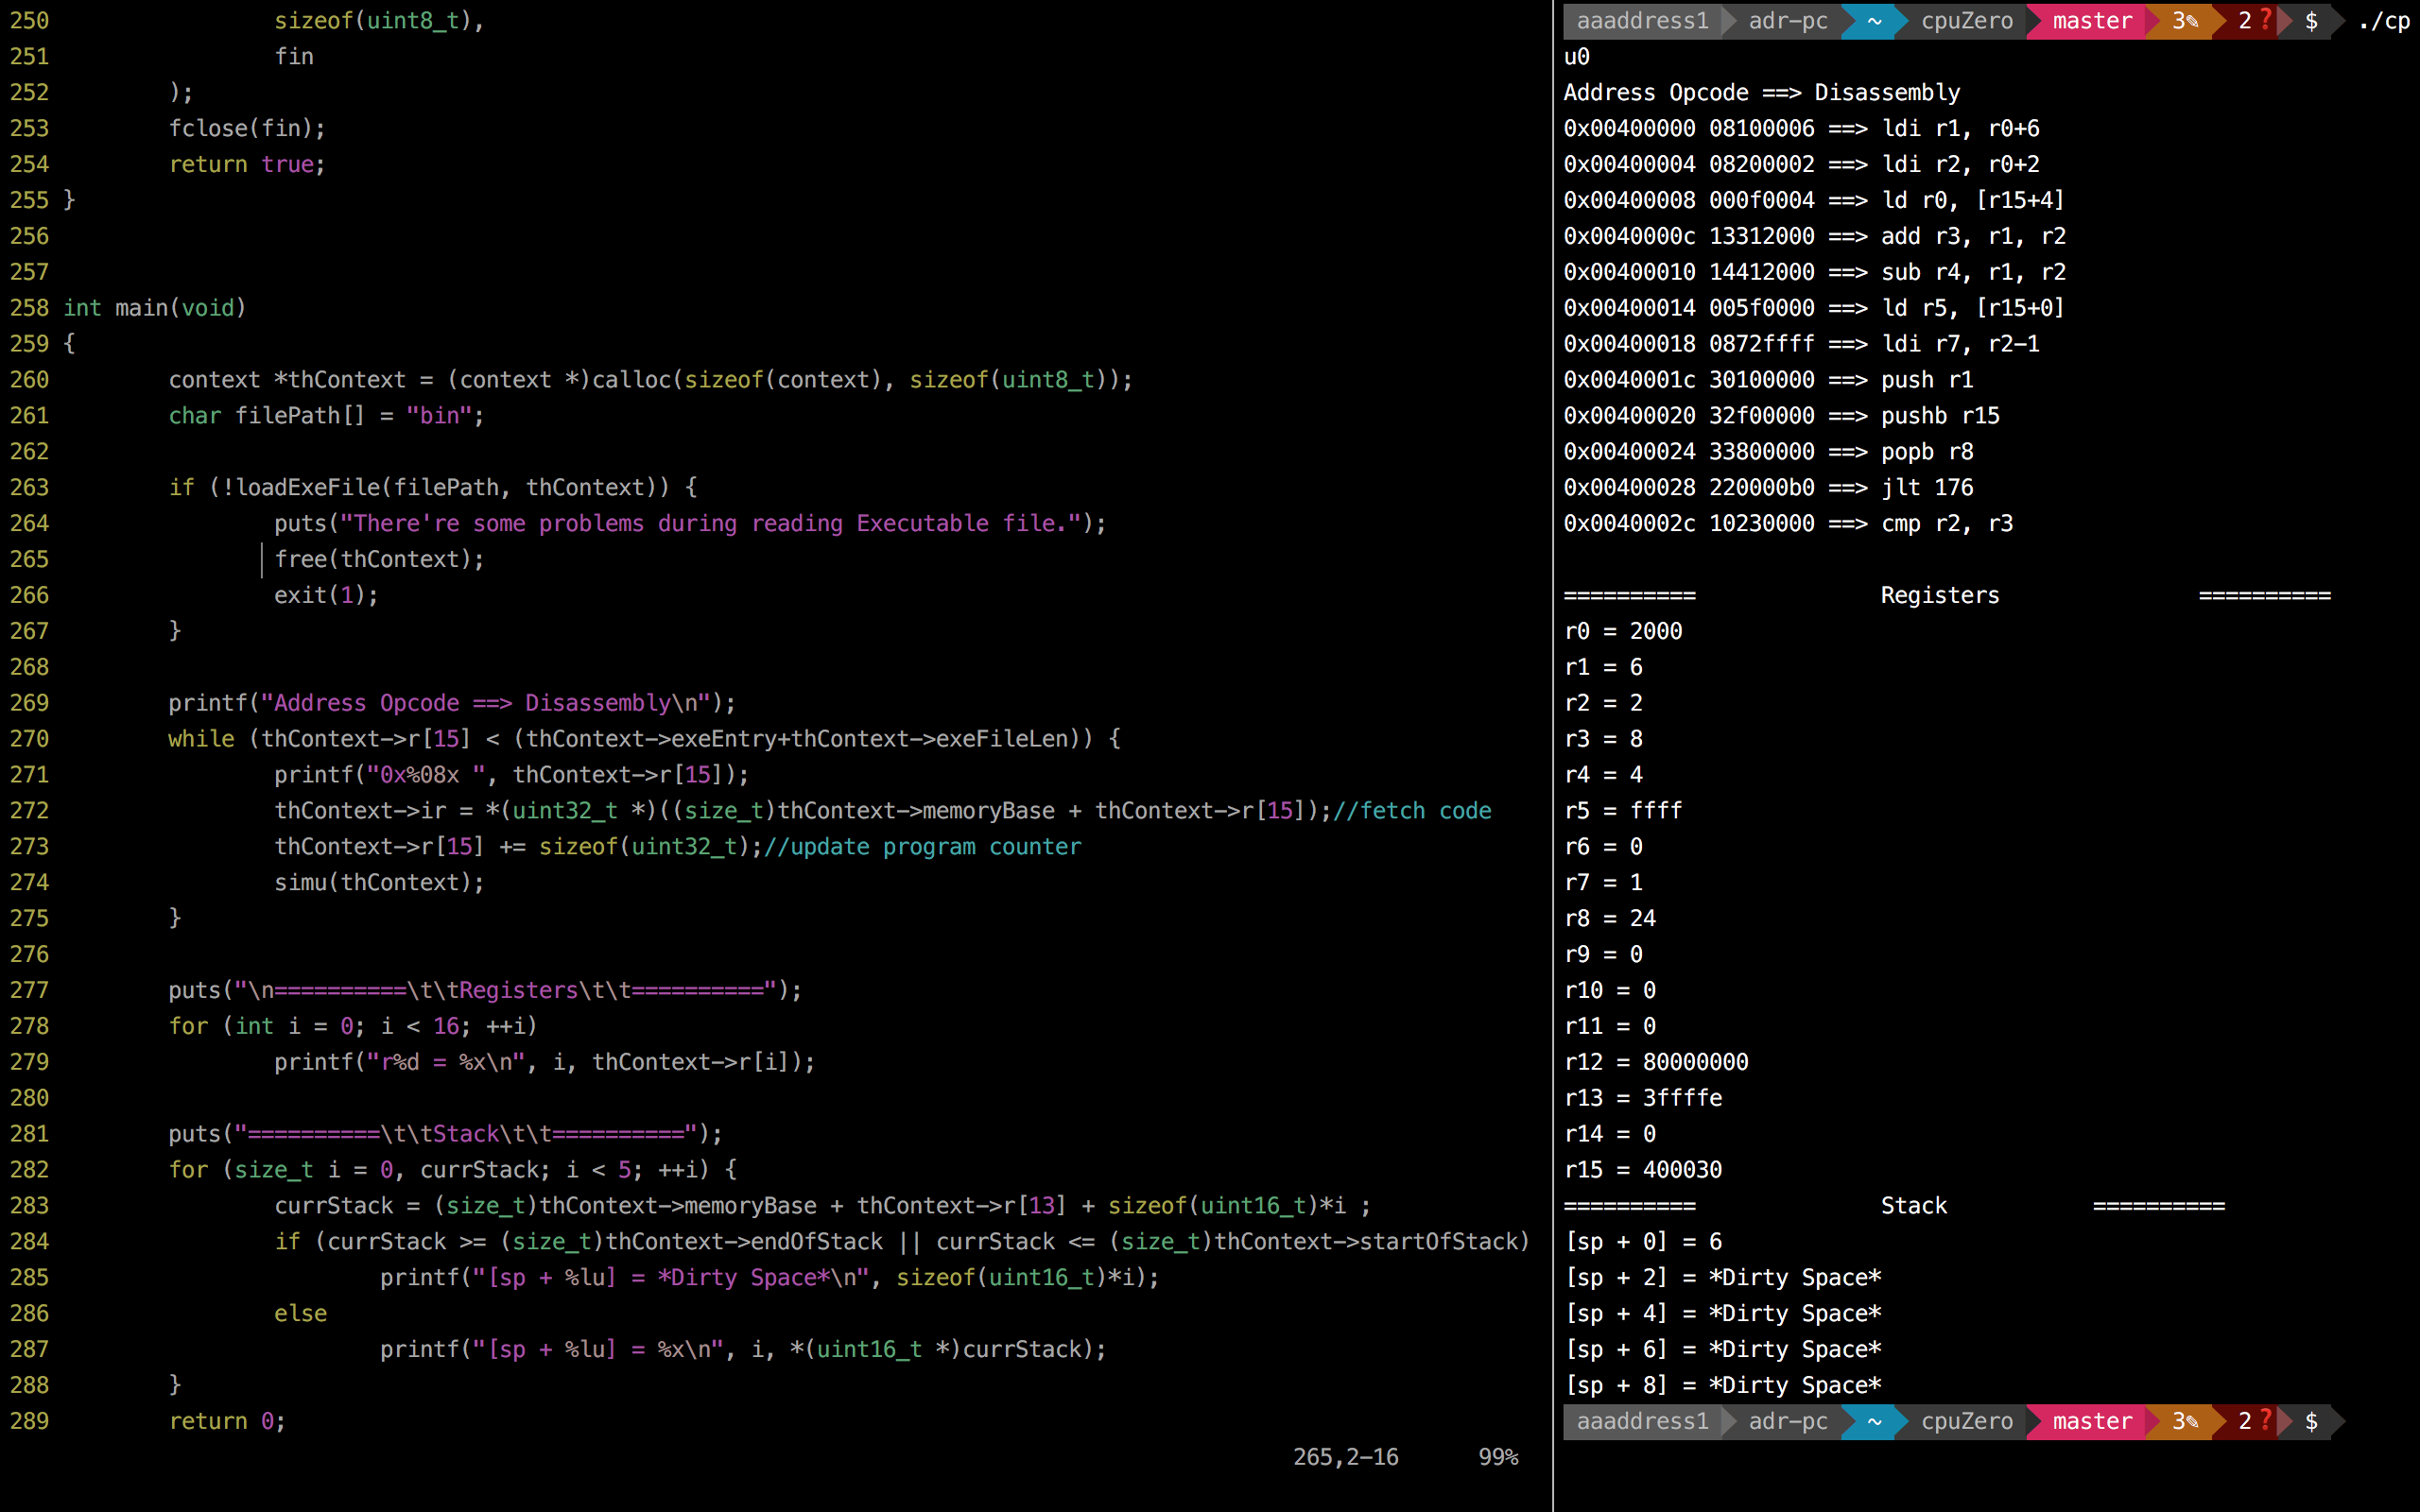 250                 sizeof(uint8_t),
251                 fin
252         );
253         fclose(fin);
254         return true;
255 }
256
257
258 int main(void)
259 {
260         context *thContext = (context *)calloc(sizeof(context), sizeof(uint8_t));
261         char filePath[] = "bin";
262
263         if (!loadExeFile(filePath, thContext)) {
264                 puts("There're some problems during reading Executable file.");
265                 free(thContext);
266                 exit(1);
267         }
268
269         printf("Address Opcode ==> Disassembly\n");
270         while (thContext->r[15] < (thContext->exeEntry+thContext->exeFileLen)) {
271                 printf("0x%08x ", thContext->r[15]);
272                 thContext->ir = *(uint32_t *)((size_t)thContext->memoryBase + thContext->r[15]);//fetch code
273                 thContext->r[15] += sizeof(uint32_t);//update program counter
274                 simu(thContext);
275         }
276
277         puts("\n==========\t\tRegisters\t\t==========");
278         for (int i = 0; i < 16; ++i)
279                 printf("r%d = %x\n", i, thContext->r[i]);
280
281         puts("==========\t\tStack\t\t==========");
282         for (size_t i = 0, currStack; i < 5; ++i) {
283                 currStack = (size_t)thContext->memoryBase + thContext->r[13] + sizeof(uint16_t)*i ;
284                 if (currStack >= (size_t)thContext->endOfStack || currStack <= (size_t)thContext->startOfStack)
285                         printf("[sp + %lu] = *Dirty Space*\n", sizeof(uint16_t)*i);
286                 else
287                         printf("[sp + %lu] = %x\n", i, *(uint16_t *)currStack);
288         }
289         return 0;
265,2-16      99%
aaaddress1 adr-pc ~ cpuZero master 3✎ 2❓ $ ./cp
u0
Address Opcode ==> Disassembly
0x00400000 08100006 ==> ldi r1, r0+6
0x00400004 08200002 ==> ldi r2, r0+2
0x00400008 000f0004 ==> ld r0, [r15+4]
0x0040000c 13312000 ==> add r3, r1, r2
0x00400010 14412000 ==> sub r4, r1, r2
0x00400014 005f0000 ==> ld r5, [r15+0]
0x00400018 0872ffff ==> ldi r7, r2-1
0x0040001c 30100000 ==> push r1
0x00400020 32f00000 ==> pushb r15
0x00400024 33800000 ==> popb r8
0x00400028 220000b0 ==> jlt 176
0x0040002c 10230000 ==> cmp r2, r3

==========              Registers               ==========
r0 = 2000
r1 = 6
r2 = 2
r3 = 8
r4 = 4
r5 = ffff
r6 = 0
r7 = 1
r8 = 24
r9 = 0
r10 = 0
r11 = 0
r12 = 80000000
r13 = 3ffffe
r14 = 0
r15 = 400030
==========              Stack           ==========
[sp + 0] = 6
[sp + 2] = *Dirty Space*
[sp + 4] = *Dirty Space*
[sp + 6] = *Dirty Space*
[sp + 8] = *Dirty Space*
aaaddress1 adr-pc ~ cpuZero master 3✎ 2❓ $